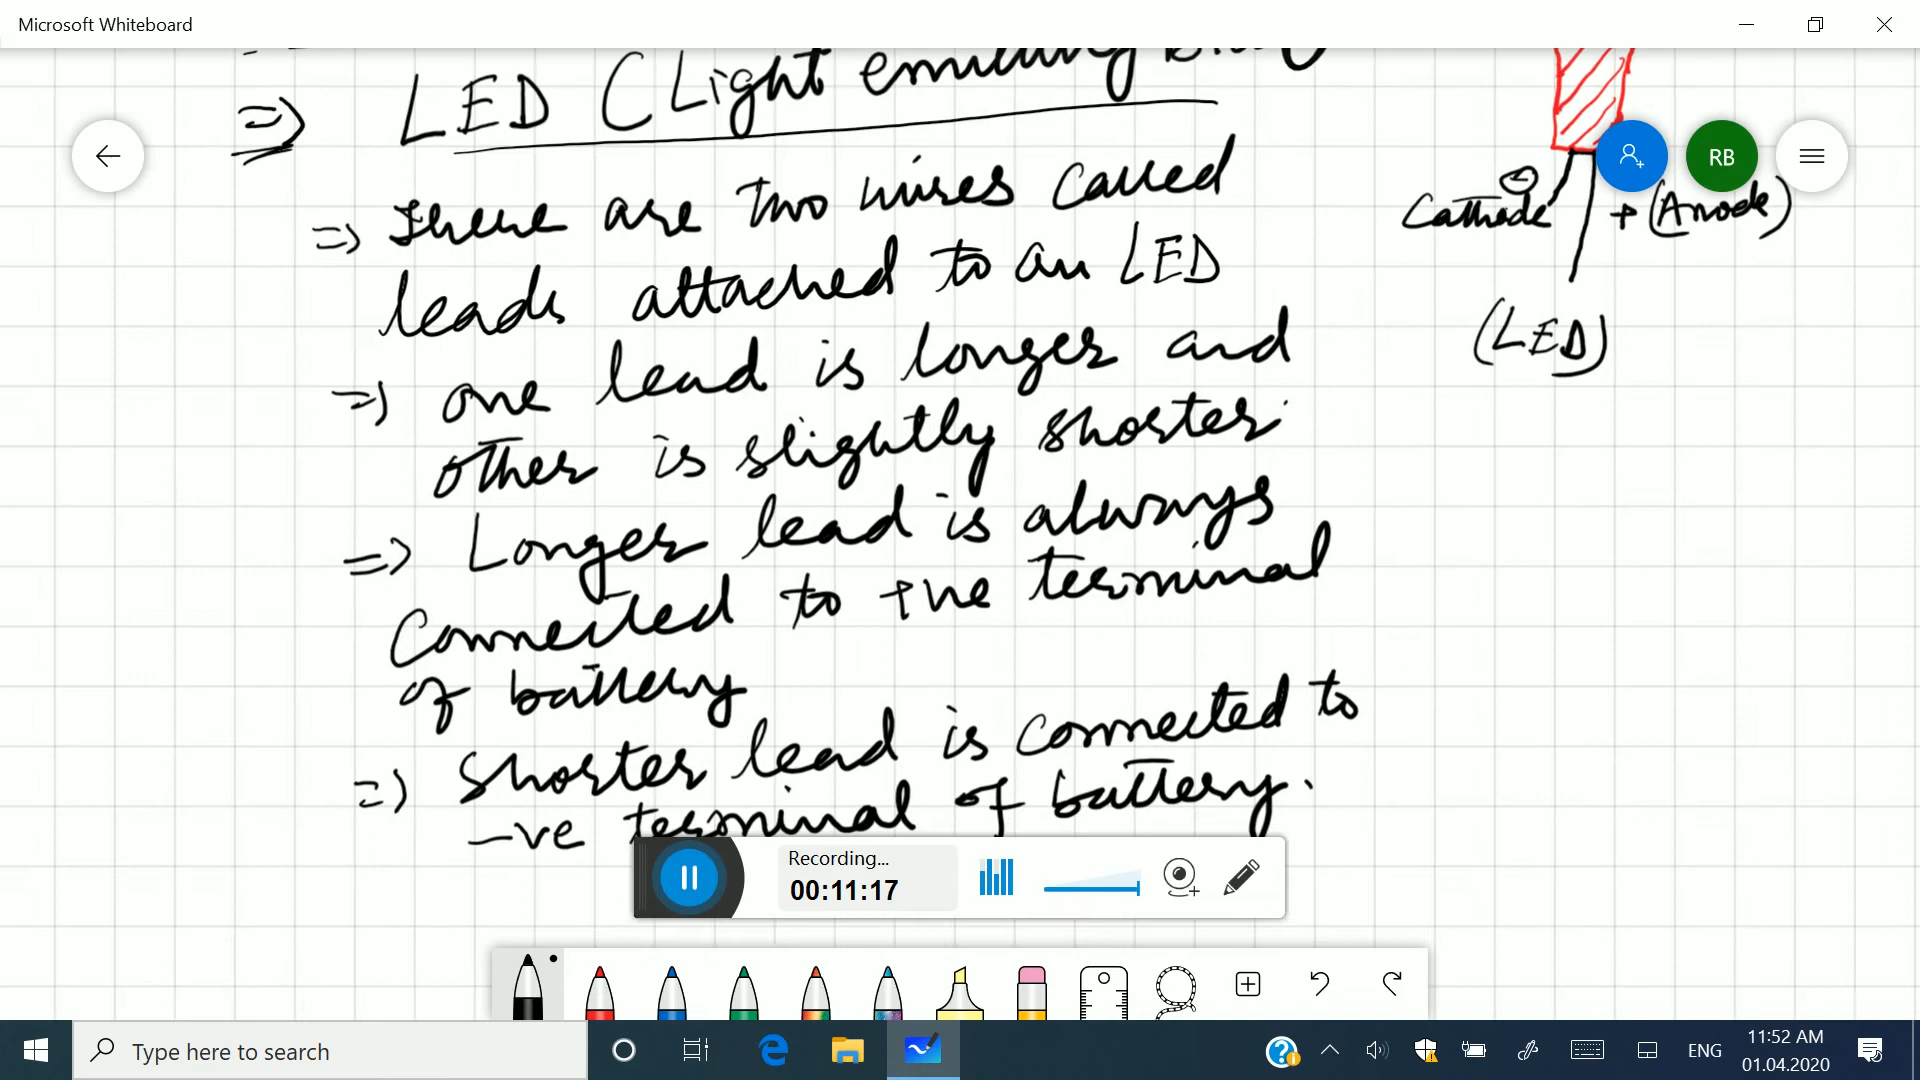 Microsoft Whiteboard
=> LED (Light emitting
=> There are two wires called
leads attached to an LED
=> one lead is longer and
other is slightly shorter
=> Longer lead is always
Connected to +ve terminal
of battery
=> Shorter lead is connected to
-ve terminal of battery.
Cathode + (Anode)
(LED)
RB
Recording...
00:11:17
Type here to search
ENG
11:52 AM
01.04.2020